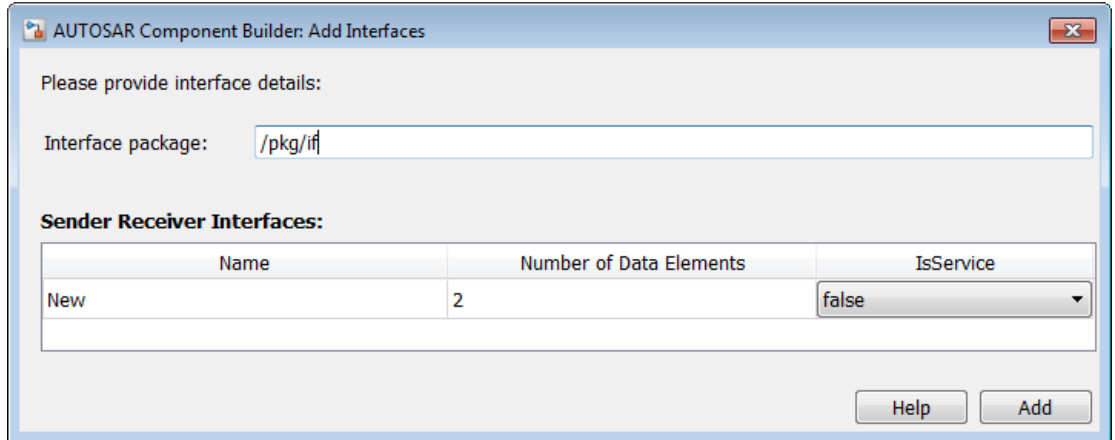 AUTOSAR Component Builder: Add Interfaces
Please provide interface details:
Interface package: /pkg/if
Sender Receiver Interfaces:
Name Number of Data Elements IsService
New 2 false
Help Add